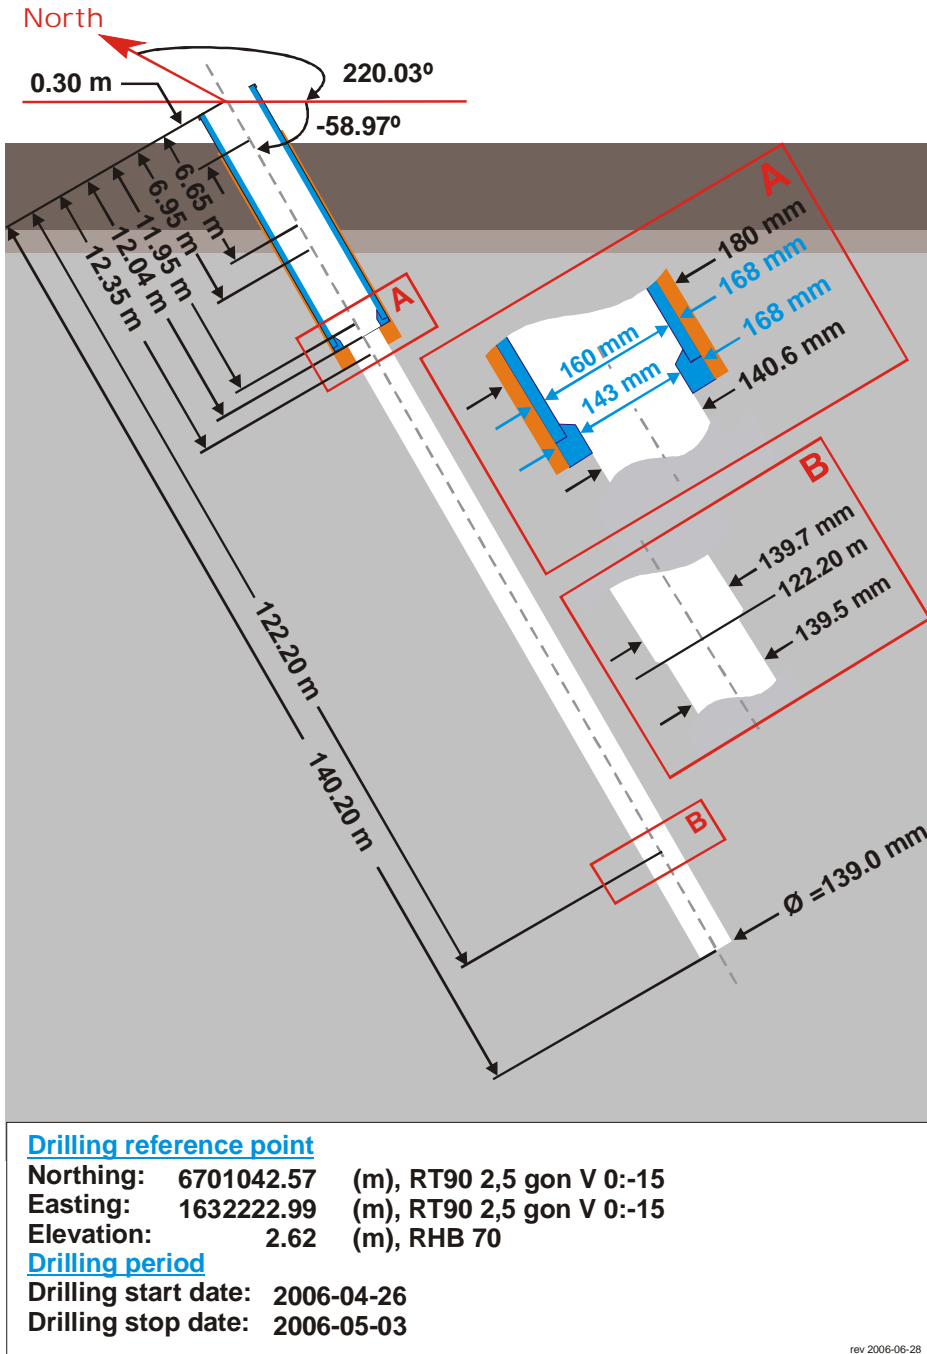 North
0.30 m
220.03º
-58.97º
6.65 m
6.95 m
11.95 m
12.04 m
12.35 m
A
A
180 mm
168 mm
168 mm
160 mm
143 mm
140.6 mm
B
139.7 mm
122.20 m
139.5 mm
122.20 m
140.20 m
B
Ø =139.0 mm
Drilling reference point
Northing: 6701042.57 (m), RT90 2,5 gon V 0:-15
Easting: 1632222.99 (m), RT90 2,5 gon V 0:-15
Elevation: 2.62 (m), RHB 70
Drilling period
Drilling start date: 2006-04-26
Drilling stop date: 2006-05-03
rev 2006-06-28